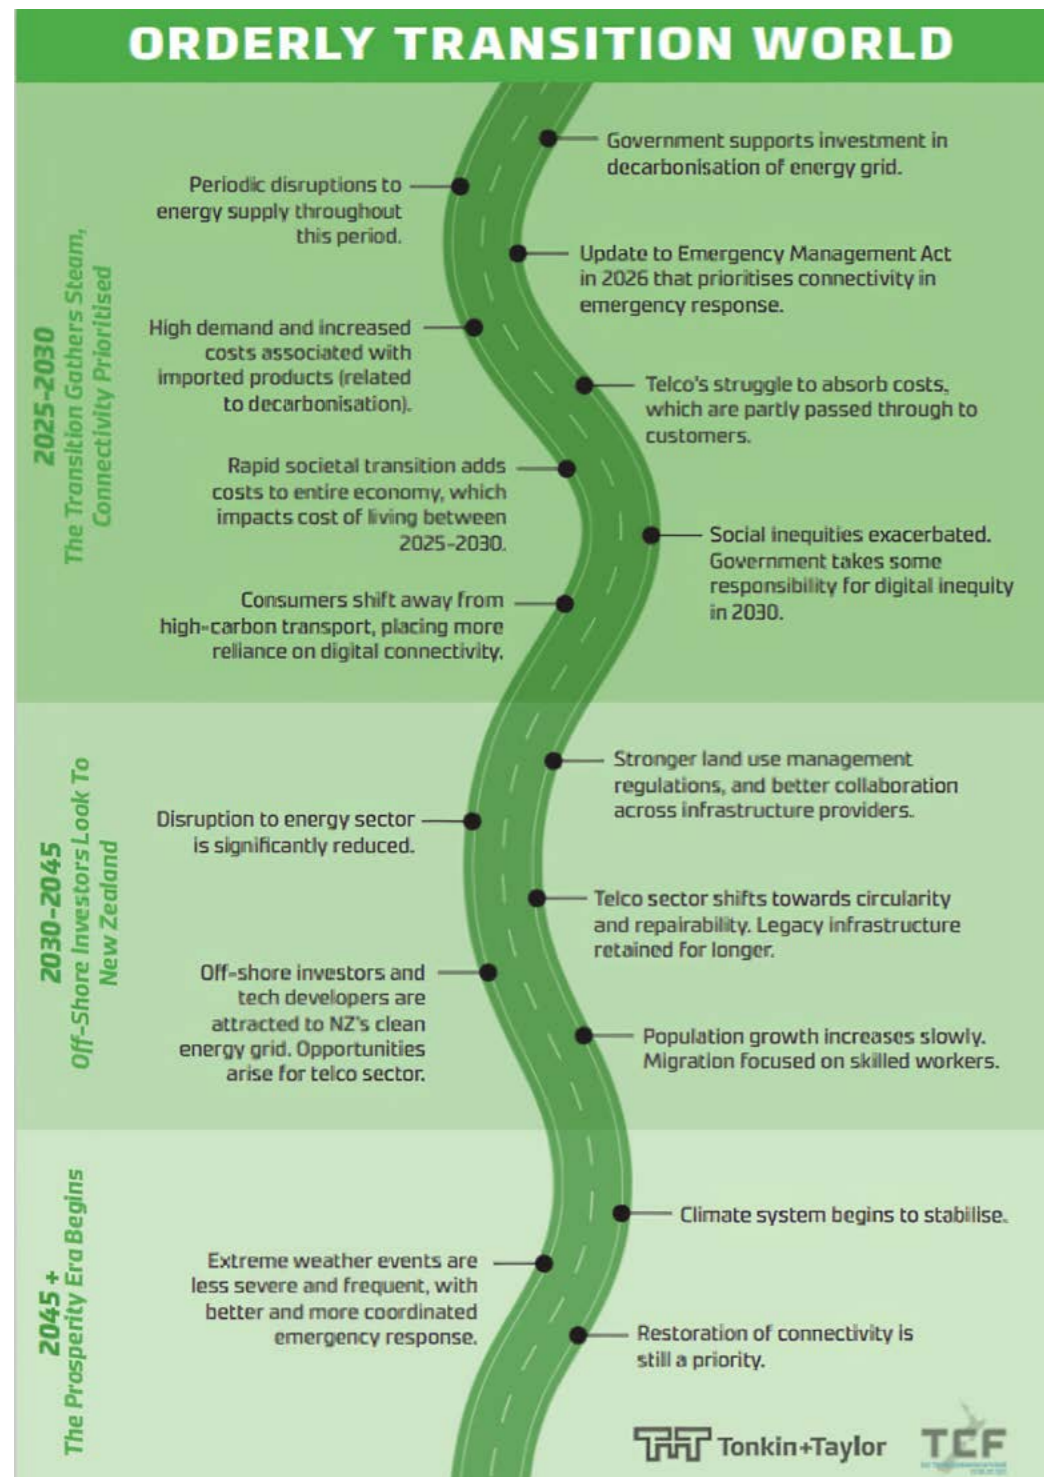 ORDERLY TRANSITION WORLD
2025-2030
The Transition Gathers Steam,
Connectivity Prioritised
Government supports investment in
decarbonisation of energy grid.
Periodic disruptions to
energy supply throughout
this period.
Update to Emergency Management Act
in 2026 that prioritises connectivity in
emergency response.
High demand and increased
costs associated with
imported products (related
to decarbonisation).
Telco's struggle to absorb costs,
which are partly passed through to
customers.
Rapid societal transition adds
costs to entire economy, which
impacts cost of living between
2025-2030.
Social inequities exacerbated.
Government takes some
responsibility for digital inequity
in 2030.
Consumers shift away from
high-carbon transport, placing more
reliance on digital connectivity.
2030-2045
Off-Shore Investors Look To
New Zealand
Stronger land use management
regulations, and better collaboration
across infrastructure providers.
Disruption to energy sector
is significantly reduced.
Telco sector shifts towards circularity
and repairability. Legacy infrastructure
retained for longer.
Off-shore investors and
tech developers are
attracted to NZ's clean
energy grid. Opportunities
arise for telco sector.
Population growth increases slowly.
Migration focused on skilled workers.
2045 +
The Prosperity Era Begins
Climate system begins to stabilise.
Extreme weather events are
less severe and frequent, with
better and more coordinated
emergency response.
Restoration of connectivity is
still a priority.
Tonkin+Taylor
TCF